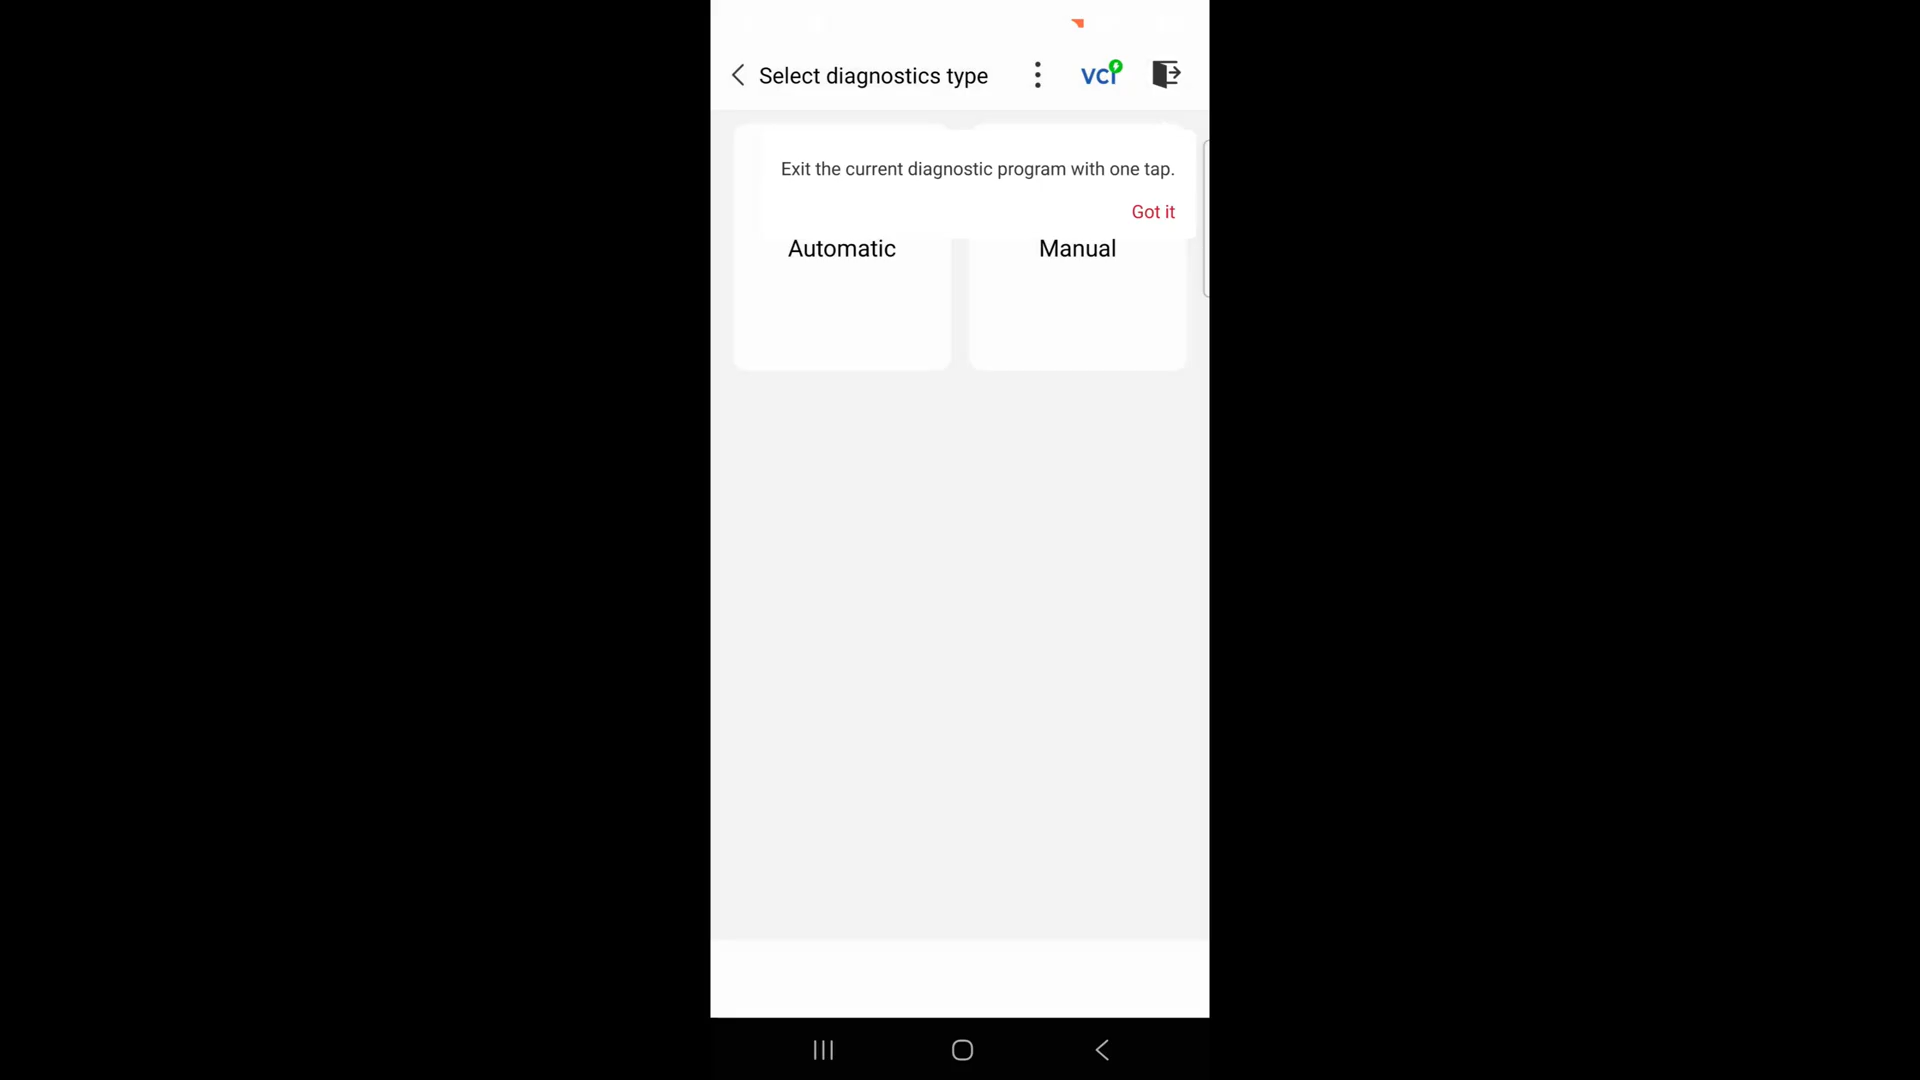 Select diagnostics type
VCI
Exit the current diagnostic program with one tap.
Got it
Automatic
Manual